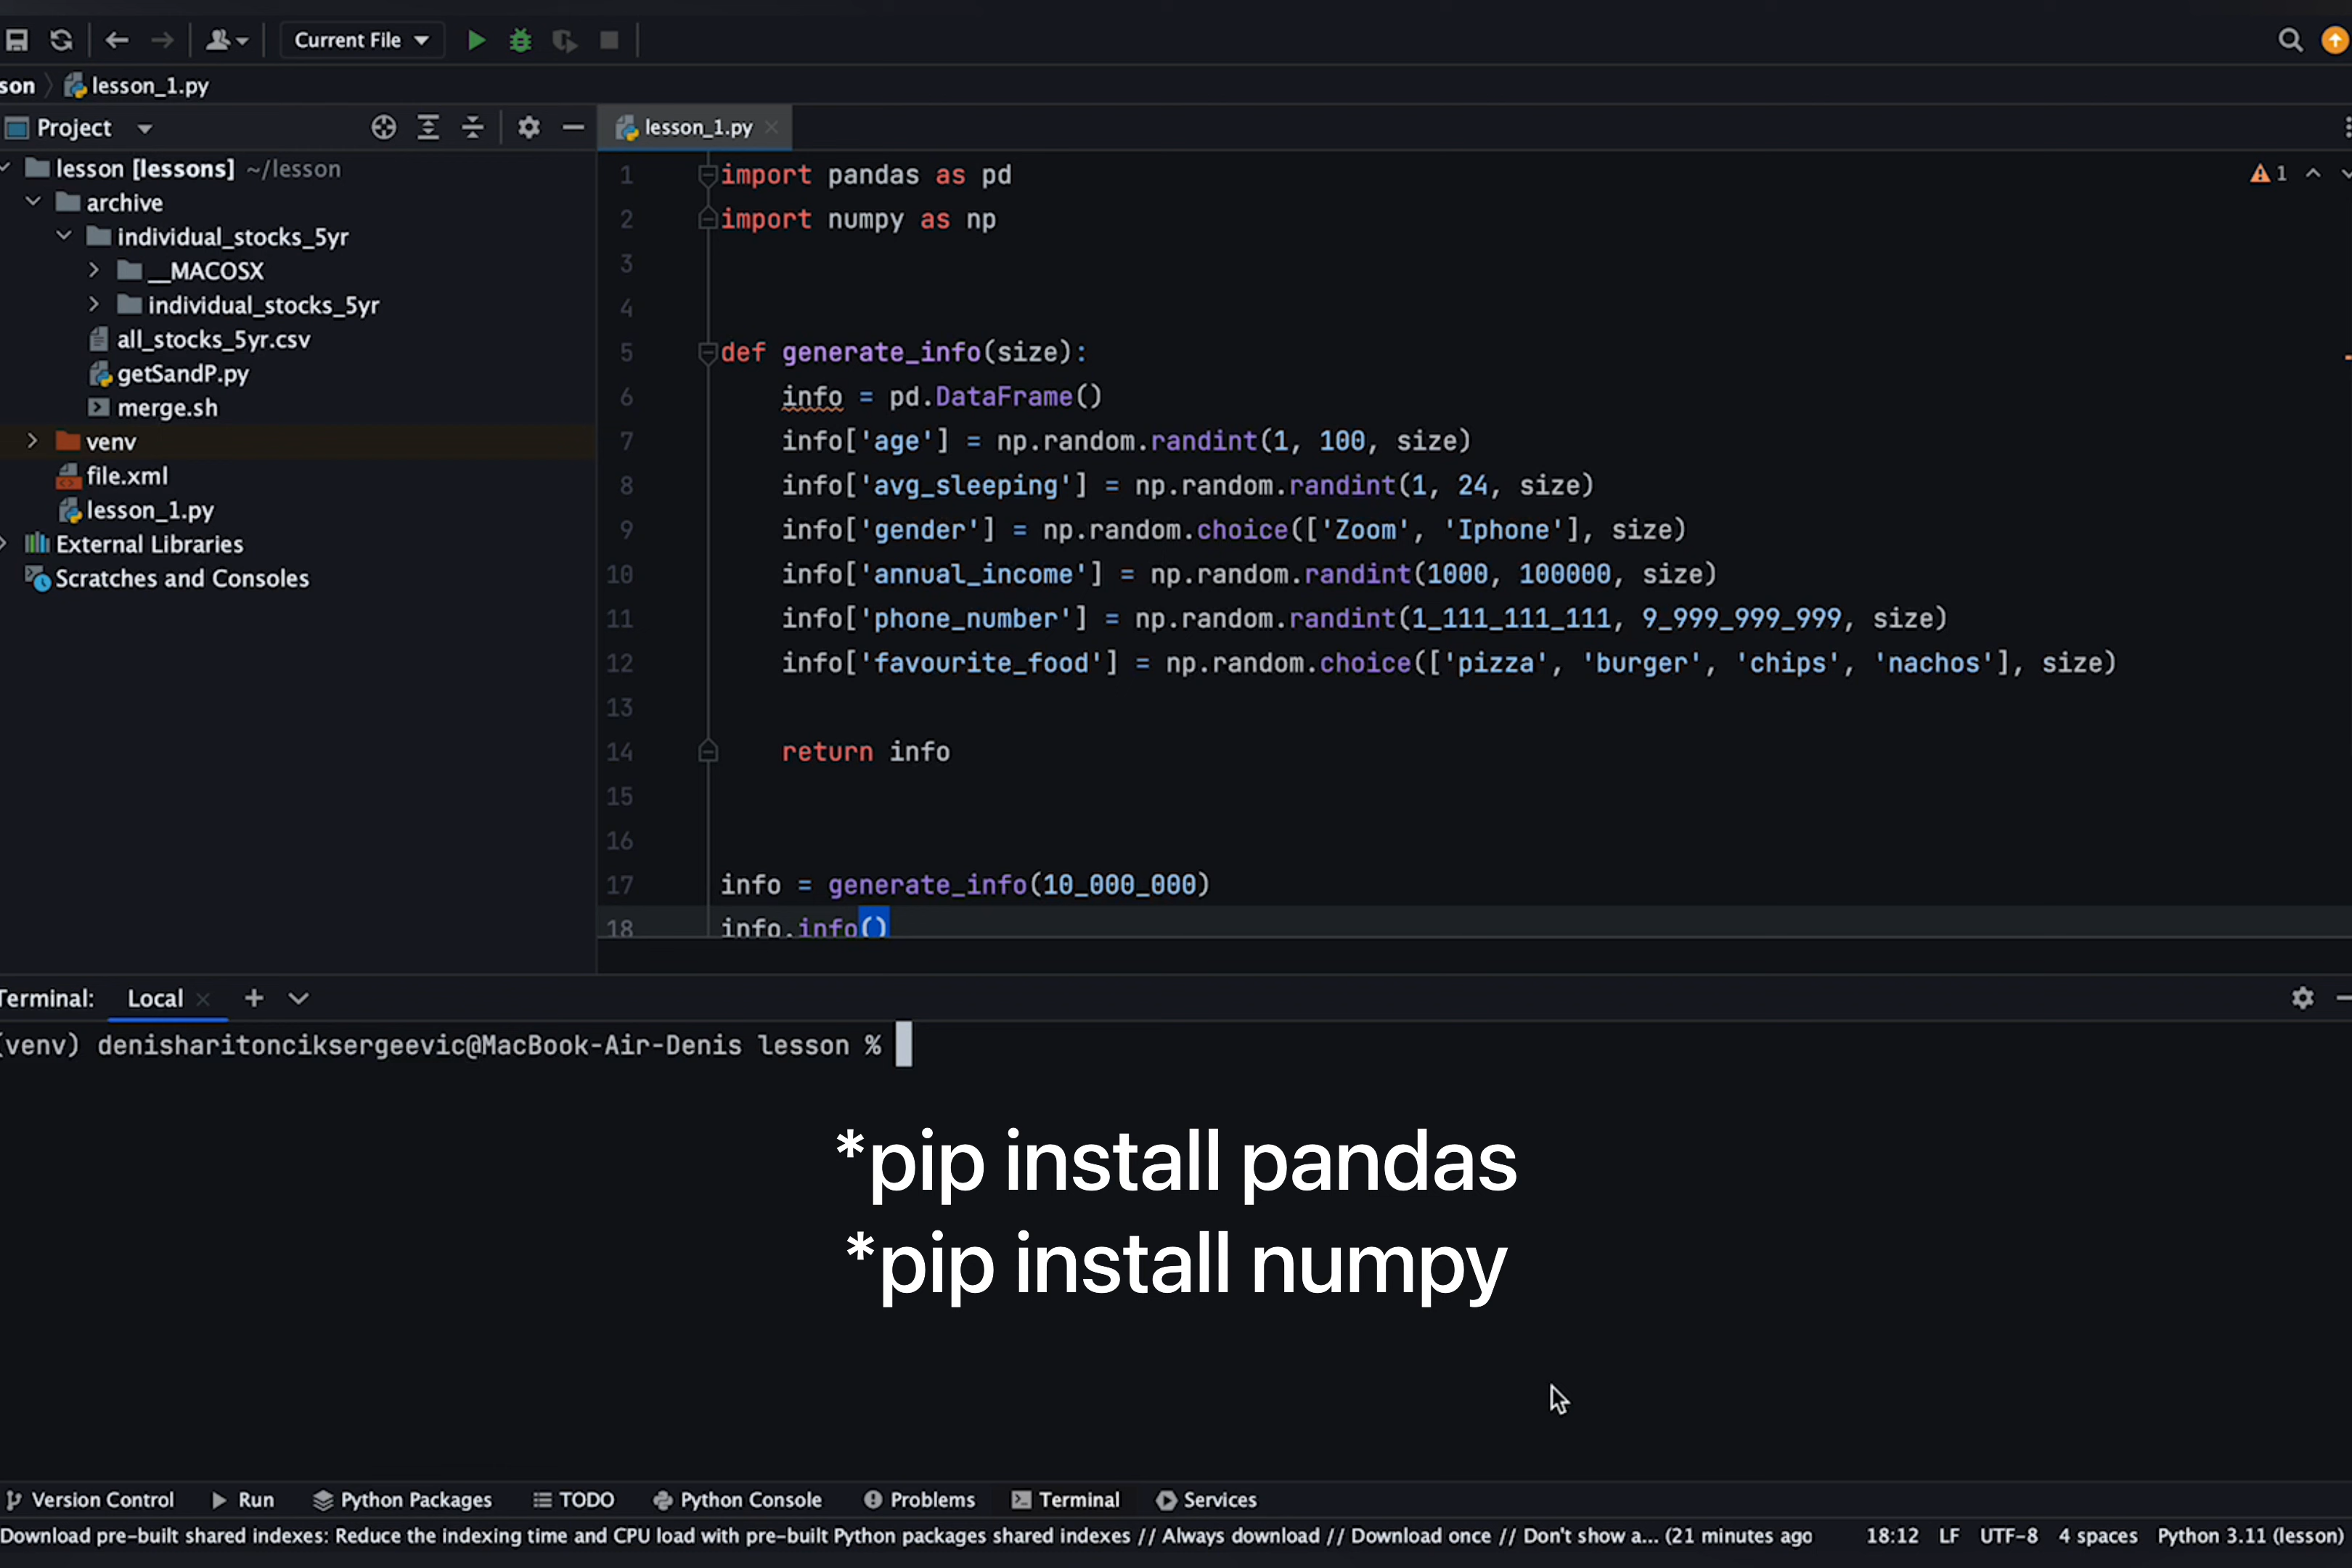 Current File
son lesson_1.py
Project
lesson_1.py
lesson [lessons] ~/lesson
archive
individual_stocks_5yr
__MACOSX
individual_stocks_5yr
all_stocks_5yr.csv
getSandP.py
merge.sh
venv
file.xml
lesson_1.py
External Libraries
Scratches and Consoles
1 import pandas as pd
2 import numpy as np
3
4
5 def generate_info(size):
6 info = pd.DataFrame()
7 info['age'] = np.random.randint(1, 100, size)
8 info['avg_sleeping'] = np.random.randint(1, 24, size)
9 info['gender'] = np.random.choice(['Zoom', 'Iphone'], size)
10 info['annual_income'] = np.random.randint(1000, 100000, size)
11 info['phone_number'] = np.random.randint(1_111_111_111, 9_999_999_999, size)
12 info['favourite_food'] = np.random.choice(['pizza', 'burger', 'chips', 'nachos'], size)
13
14 return info
15
16
17 info = generate_info(10_000_000)
18 info.info()
1
Terminal: Local
(venv) denisharitonciksergeevic@MacBook-Air-Denis lesson %
*pip install pandas
*pip install numpy
Version Control Run Python Packages TODO Python Console Problems Terminal Services
Download pre-built shared indexes: Reduce the indexing time and CPU load with pre-built Python packages shared indexes // Always download // Download once // Don't show a... (21 minutes ago 18:12 LF UTF-8 4 spaces Python 3.11 (lesson)